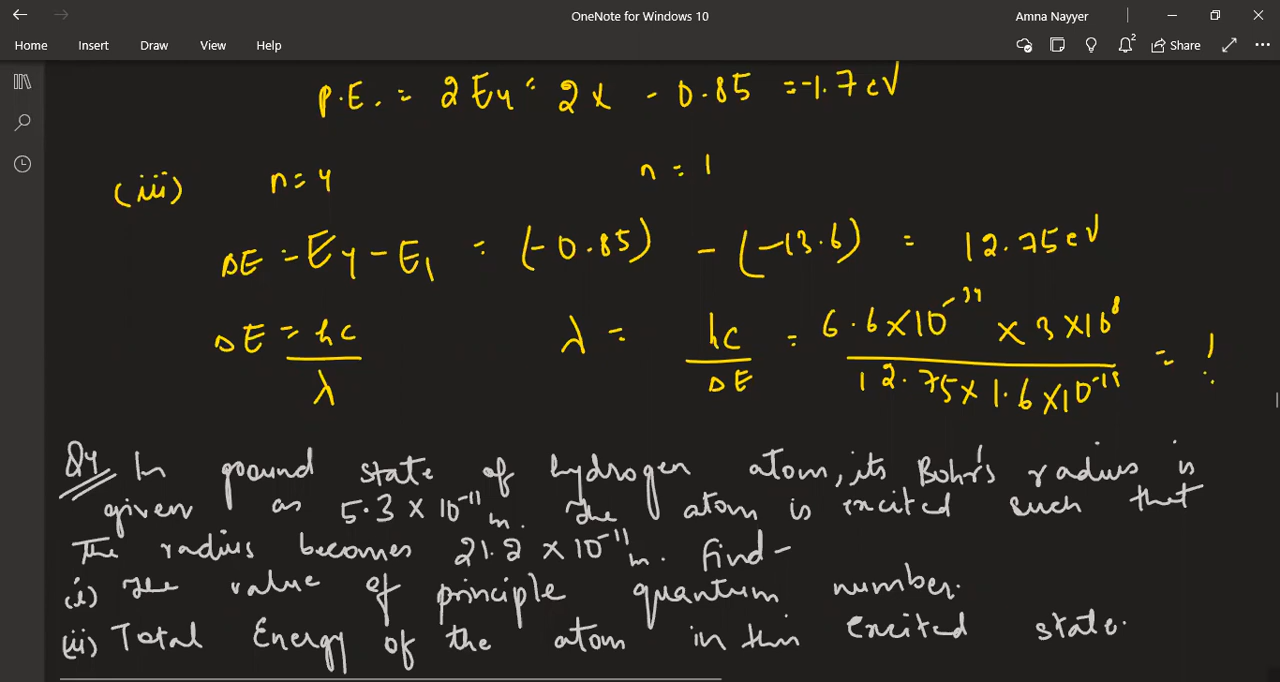 OneNote for Windows 10
Amna Nayyer
Home Insert Draw View Help
2
Share
P.E. = 2E4 = 2 x -0.85 = -1.7 eV
(iii) n = 4 n = 1
ΔE = E4 - E1 = (-0.85) - (-13.6) = 12.75 eV
ΔE = hc/λ λ = hc/ΔE = 6.6 × 10^-34 × 3 × 10^8 / 12.75 × 1.6 × 10^-19 = !
Q4 In ground state of hydrogen atom, its Bohr's radius is
given as 5.3 × 10^-11 m. The atom is excited such that
The radius becomes 21.2 × 10^-11 m. Find -
(i) The value of principle quantum number.
(ii) Total Energy of the atom in this excited state.